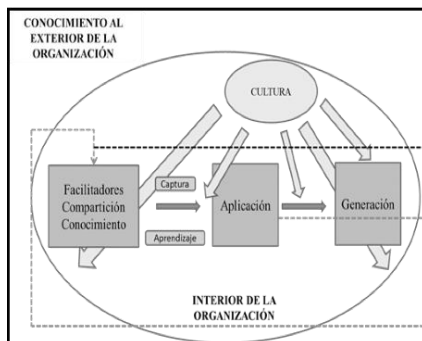 CONOCIMIENTO AL
EXTERIOR DE LA
ORGANIZACIÓN
CULTURA
Facilitadores
Compartición
Conocimiento
Captura
Aprendizaje
Aplicación
Generación
INTERIOR DE LA
ORGANIZACIÓN